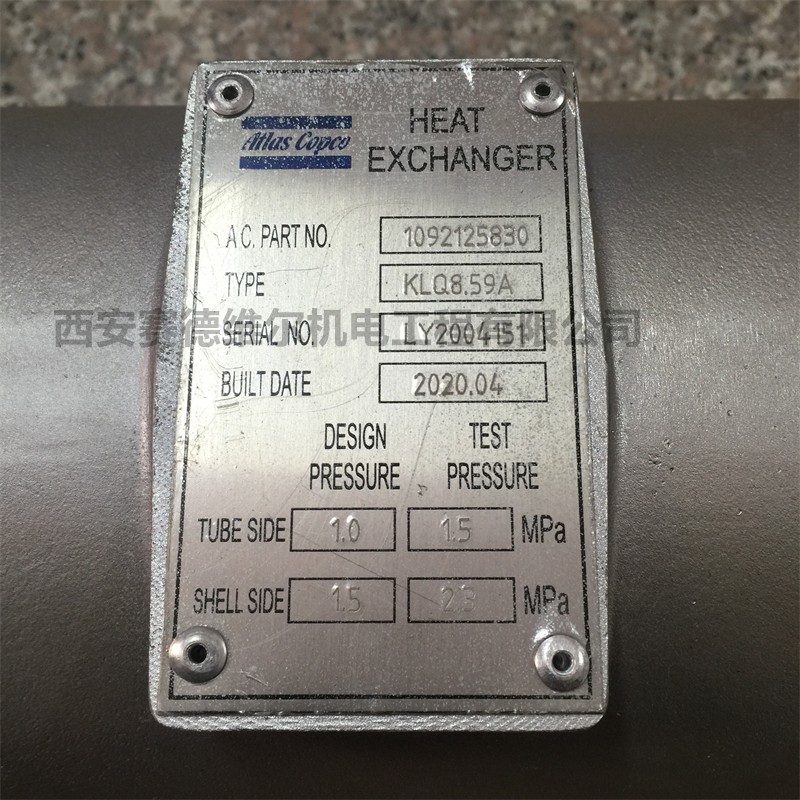 Atlas Copco
HEAT
EXCHANGER
A C. PART NO. 1092125830
TYPE KLQ8.59A
西安赛德维尔机电工程有限公司
SERIAL NO. LY2004151
BUILT DATE 2020.04
DESIGN PRESSURE
TEST PRESSURE
TUBE SIDE 1.0 1.5 MPa
SHELL SIDE 1.5 2.3 MPa